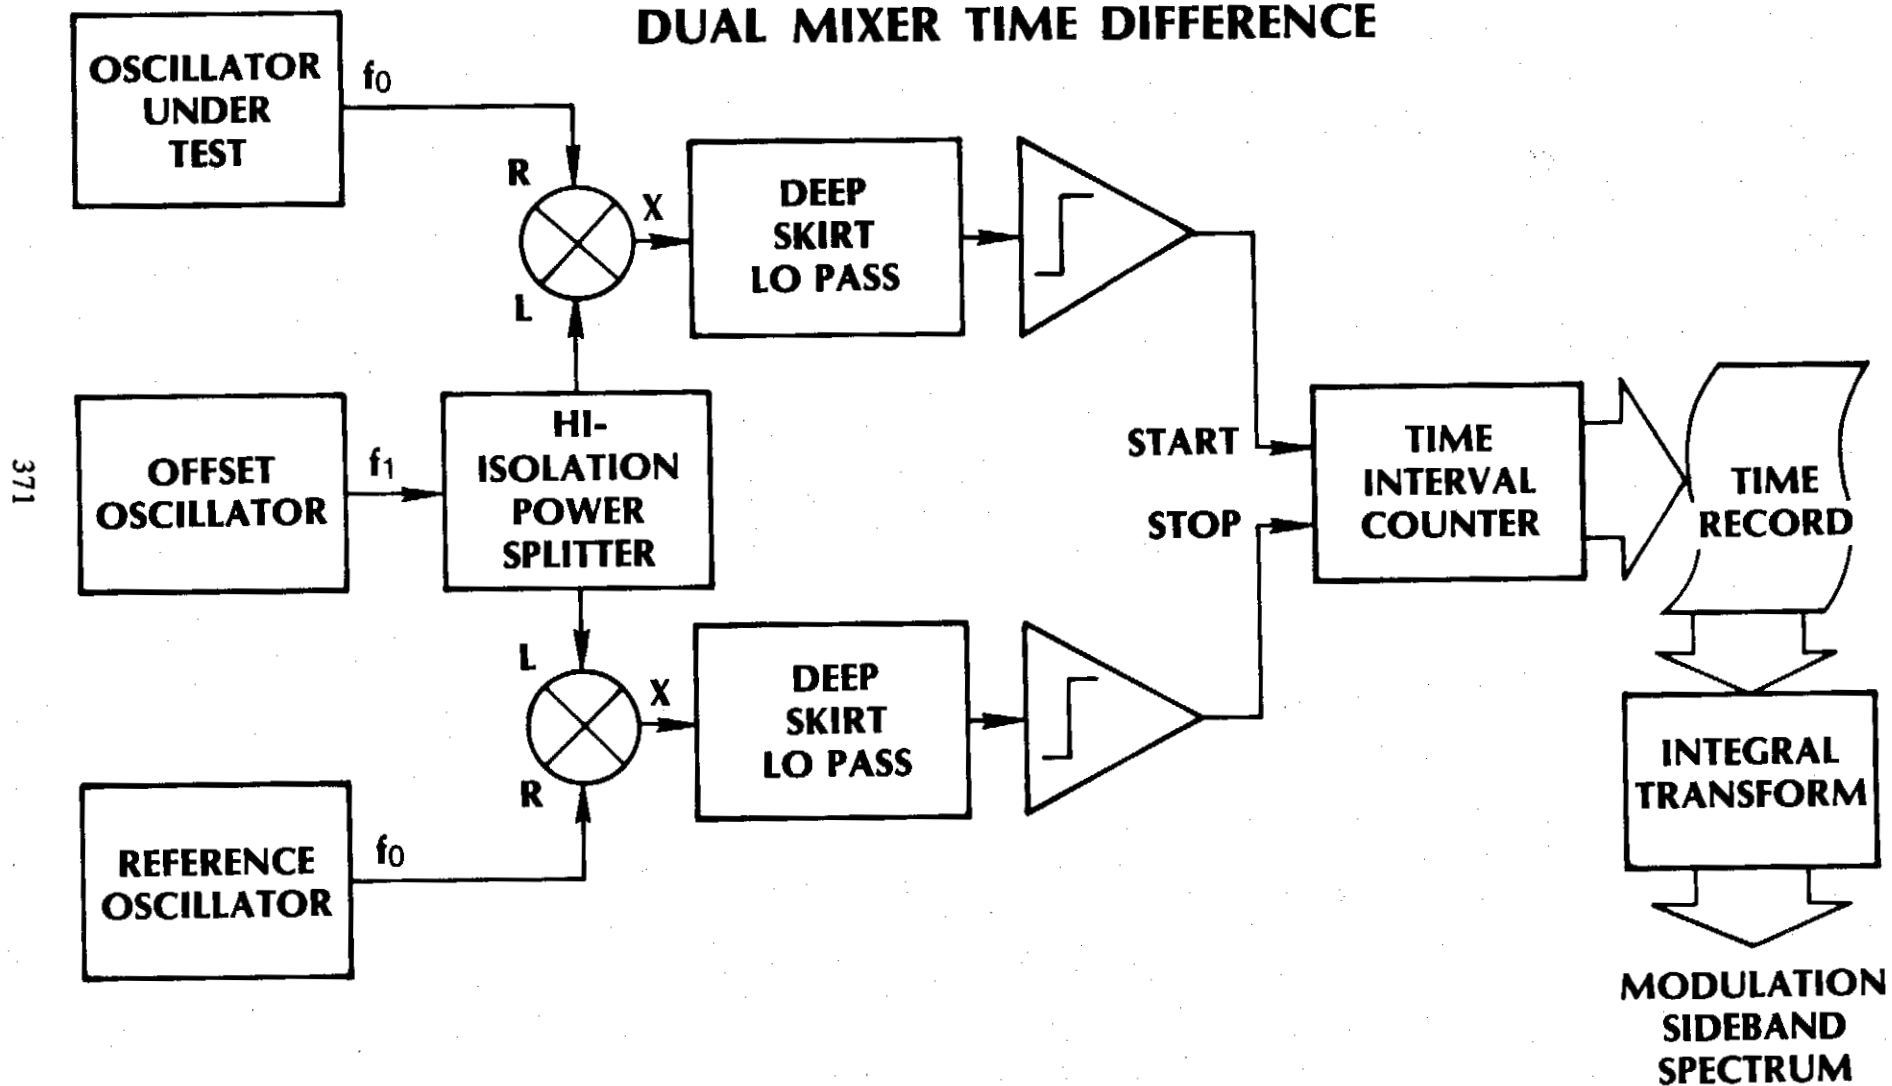 DUAL MIXER TIME DIFFERENCE
OSCILLATOR
UNDER
TEST
f0
R
X
L
DEEP
SKIRT
LO PASS
OFFSET
OSCILLATOR
f1
HI-
ISOLATION
POWER
SPLITTER
START
STOP
TIME
INTERVAL
COUNTER
TIME
RECORD
371
L
X
R
DEEP
SKIRT
LO PASS
REFERENCE
OSCILLATOR
f0
INTEGRAL
TRANSFORM
MODULATION
SIDEBAND
SPECTRUM